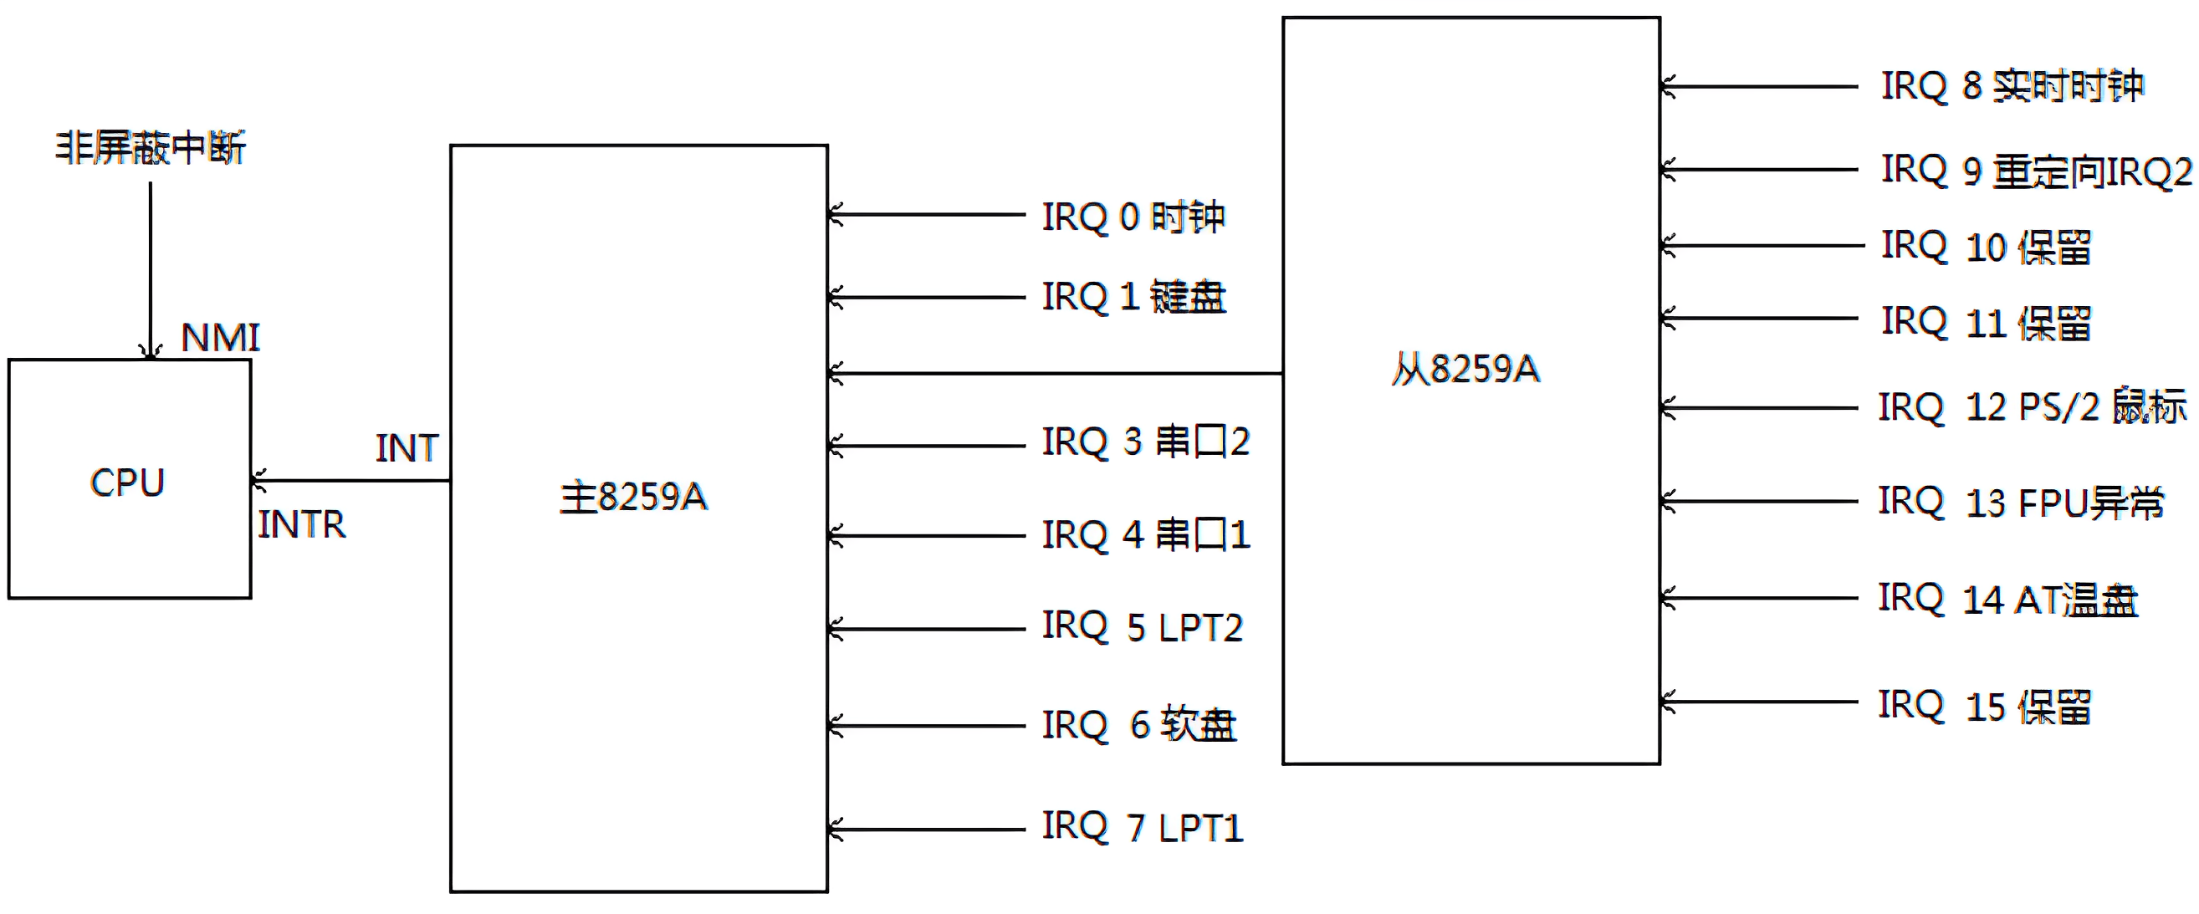 非屏蔽中断
NMI
CPU
INT
INTR
主8259A
IRQ 0 时钟
IRQ 1 键盘
IRQ 3 串口2
IRQ 4 串口1
IRQ 5 LPT2
IRQ 6 软盘
IRQ 7 LPT1
从8259A
IRQ 8 实时时钟
IRQ 9 重定向IRQ2
IRQ 10 保留
IRQ 11 保留
IRQ 12 PS/2 鼠标
IRQ 13 FPU异常
IRQ 14 AT温盘
IRQ 15 保留